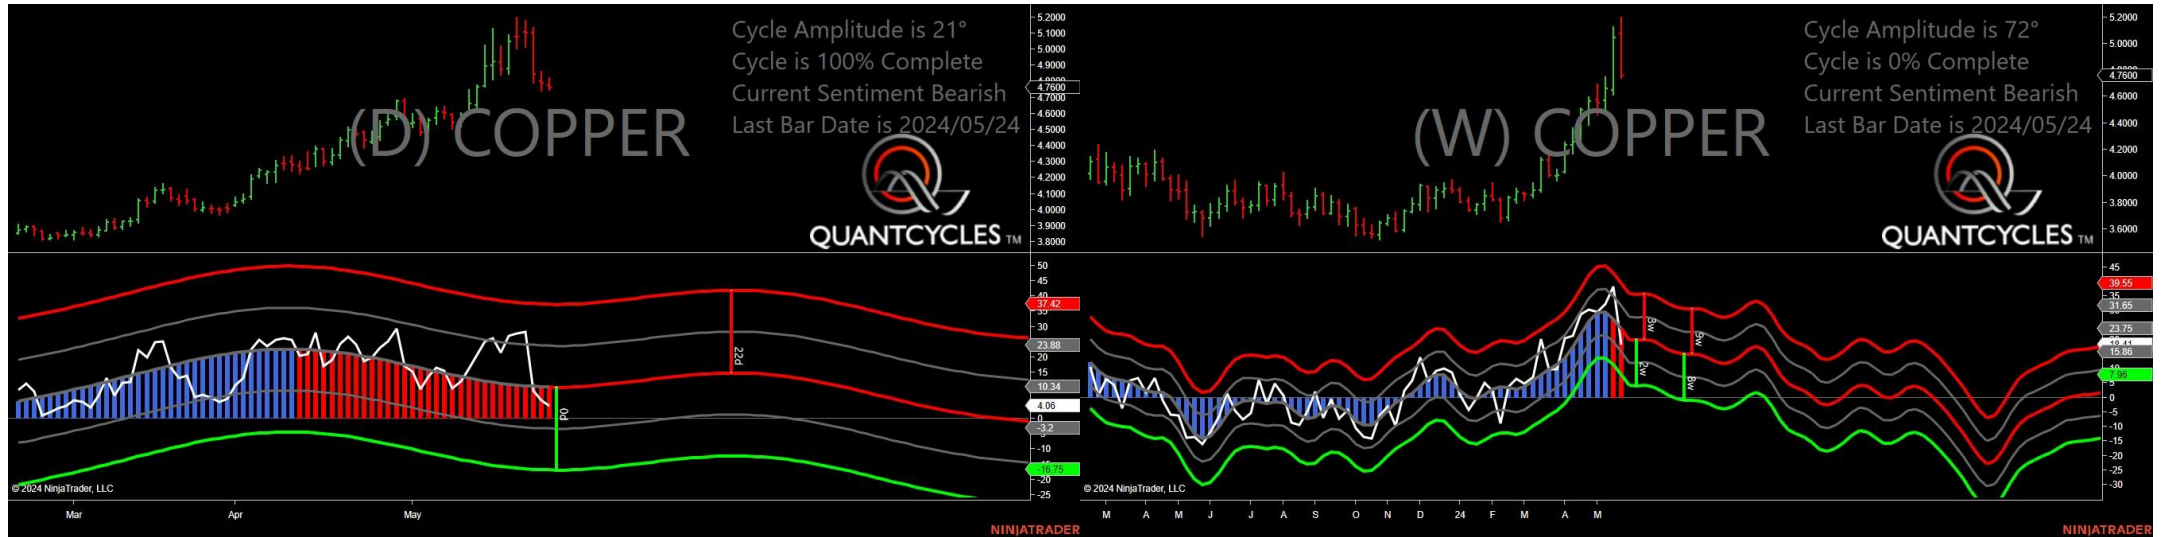 Cycle Amplitude is 21°
Cycle is 100% Complete
Current Sentiment Bearish
Last Bar Date is 2024/05/24
(D) COPPER
QUANTCYCLES TM
5.2000
5.1000
5.0000
4.9000
4.7600
4.7000
4.6000
4.5000
4.4000
4.3000
4.2000
4.1000
4.0000
3.9000
3.8000
50
45
40
37.42
35
30
23.88
20
15
10.34
4.06
0
-3.2
-10
-16.75
-20
-25
22d
0d
© 2024 NinjaTrader, LLC
Mar Apr May
NINJATRADER
Cycle Amplitude is 72°
Cycle is 0% Complete
Current Sentiment Bearish
Last Bar Date is 2024/05/24
(W) COPPER
QUANTCYCLES TM
5.2000
5.0000
4.7600
4.6000
4.4000
4.2000
4.0000
3.8000
3.6000
45
39.55
35
31.65
23.75
15.86
7.96
5
0
-5
-10
-15
-20
-25
-30
3w
9w
2w
8w
© 2024 NinjaTrader, LLC
M A M J J A S O N D 24 F M A M
NINJATRADER